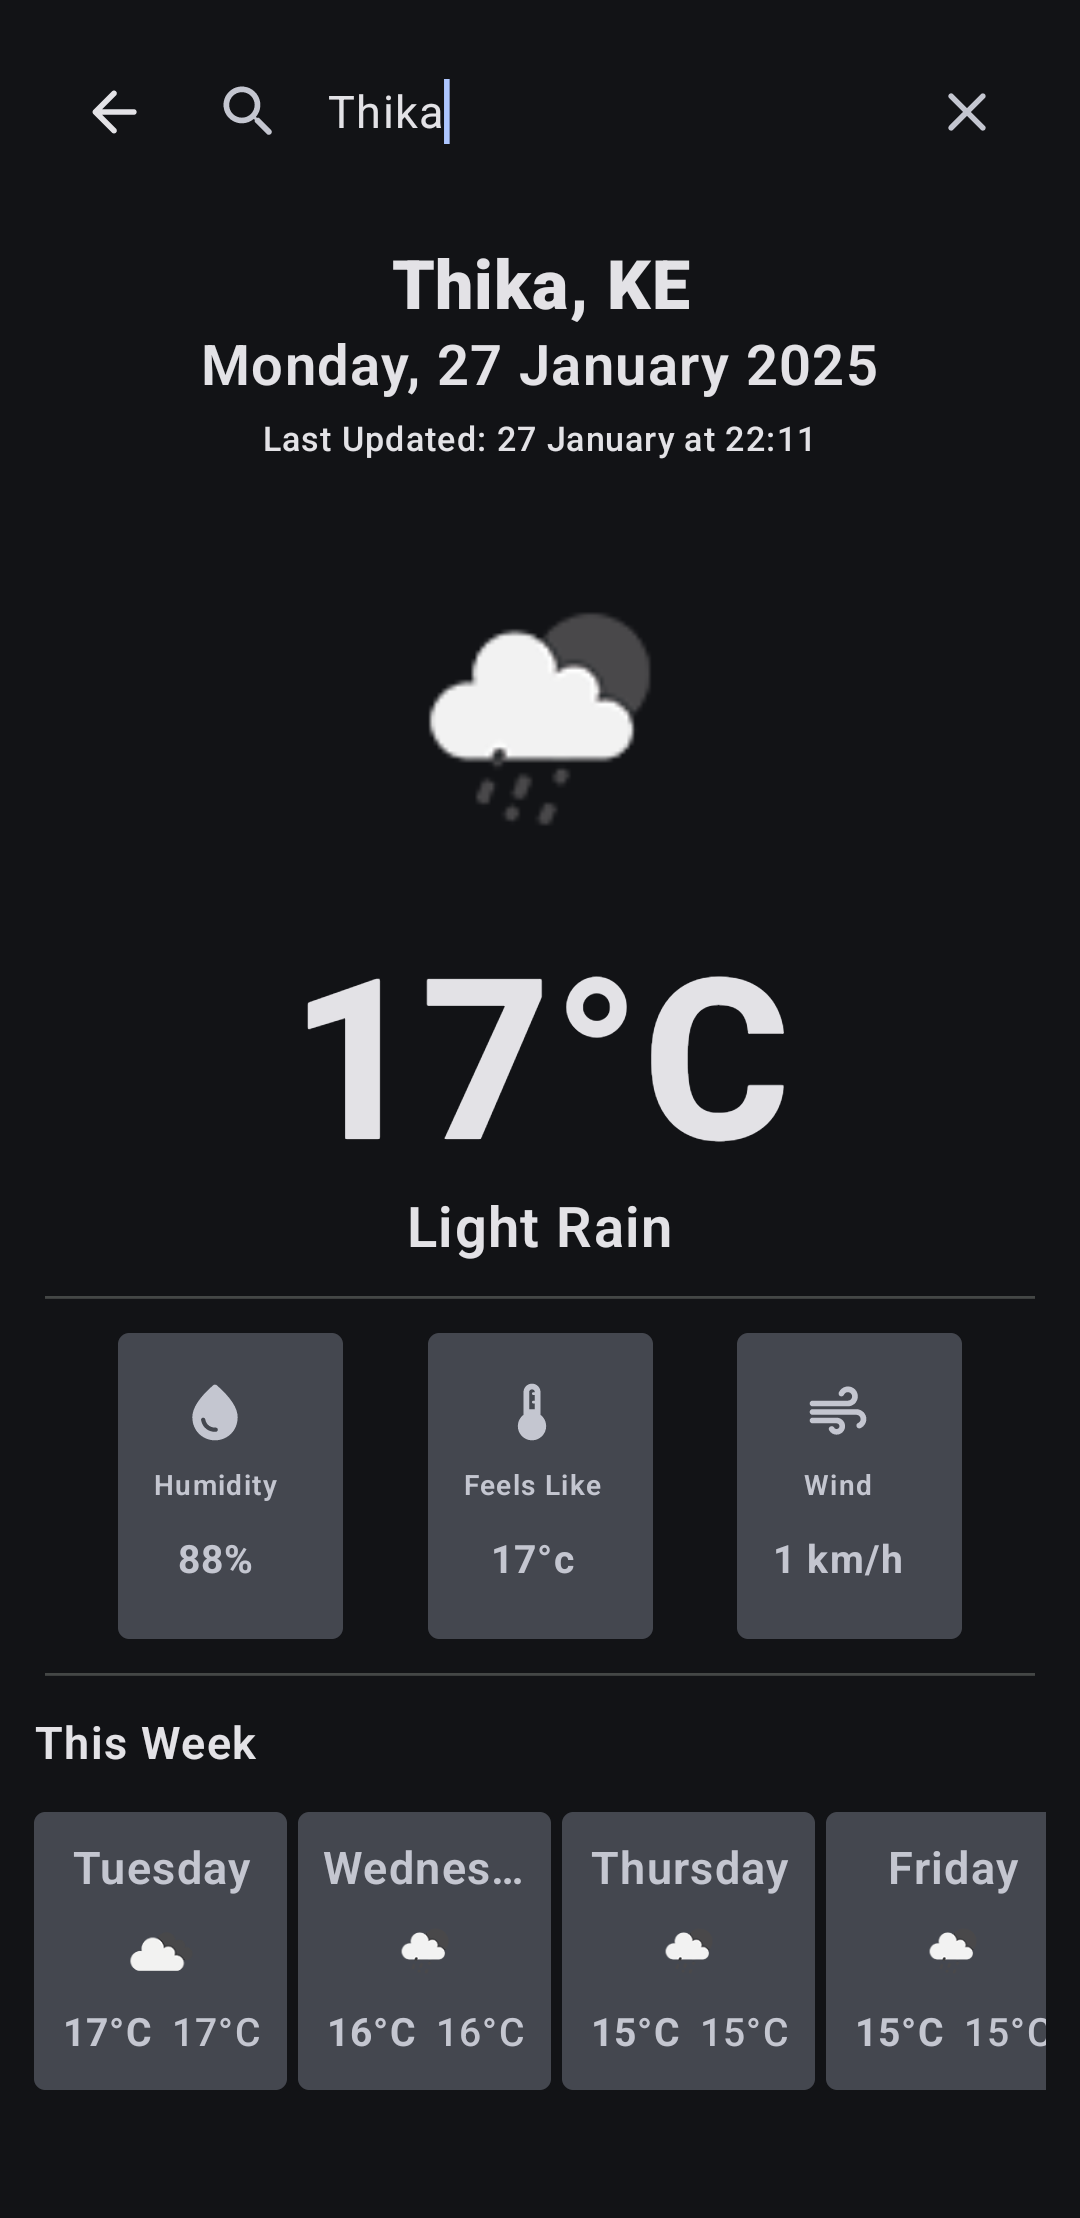 Thika
Thika, KE
Monday, 27 January 2025
Last Updated: 27 January at 22:11
17°C
Light Rain
Humidity
88%
Feels Like
17°c
Wind
1 km/h
This Week
Tuesday
17°C 17°C
Wednes...
16°C 16°C
Thursday
15°C 15°C
Friday
15°C 15°C